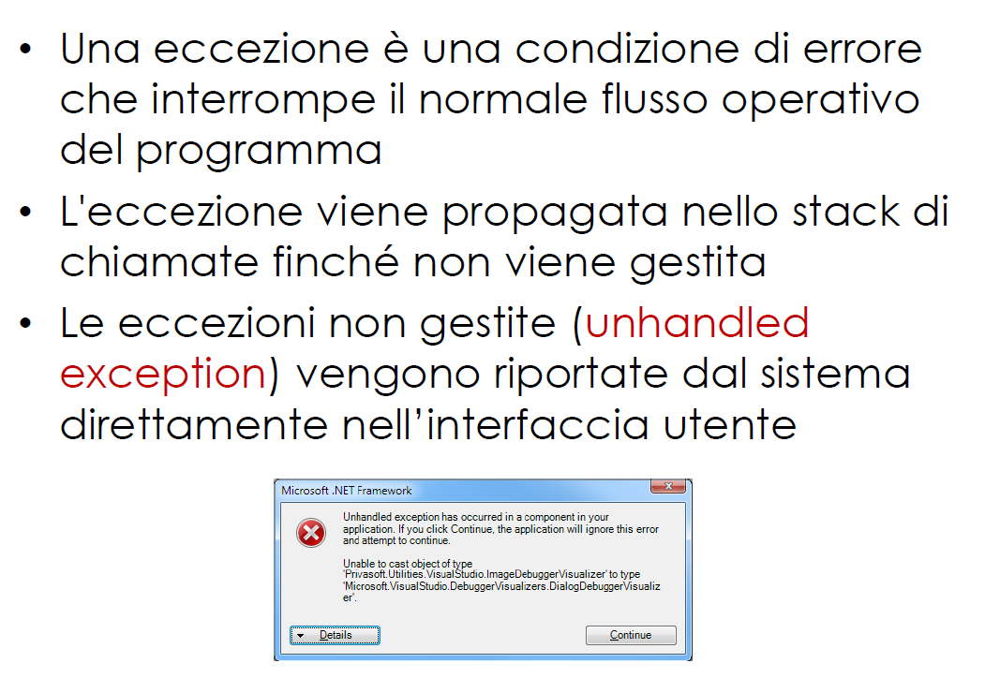 • Una eccezione è una condizione di errore
che interrompe il normale flusso operativo
del programma
• L'eccezione viene propagata nello stack di
chiamate finché non viene gestita
• Le eccezioni non gestite (unhandled
exception) vengono riportate dal sistema
direttamente nell’interfaccia utente
Microsoft .NET Framework
Unhandled exception has occurred in a component in your
application. If you click Continue, the application will ignore this error
and attempt to continue.
Unable to cast object of type
'Privasoft.Utilities.VisualStudio.ImageDebuggerVisualizer' to type
'Microsoft.VisualStudio.DebuggerVisualizers.DialogDebuggerVisualiz
er'.
Details
Continue